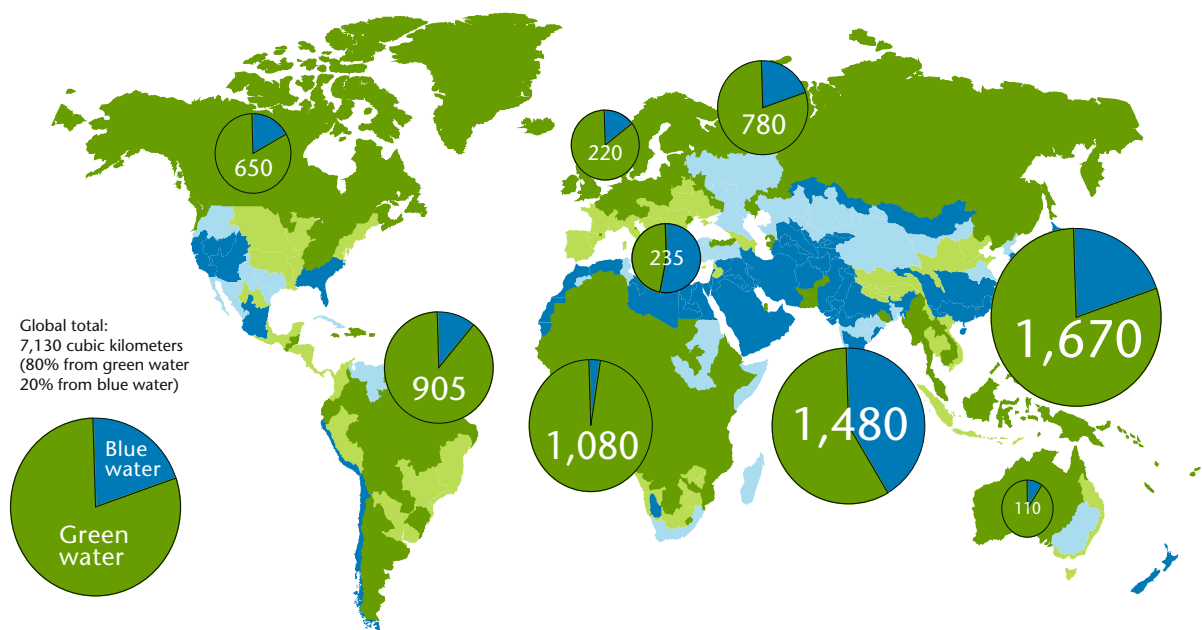 780
220
650
235
Global total:
7,130 cubic kilometers
(80% from green water
20% from blue water)
1,670
905
1,080
1,480
Blue
water
Green
water
110